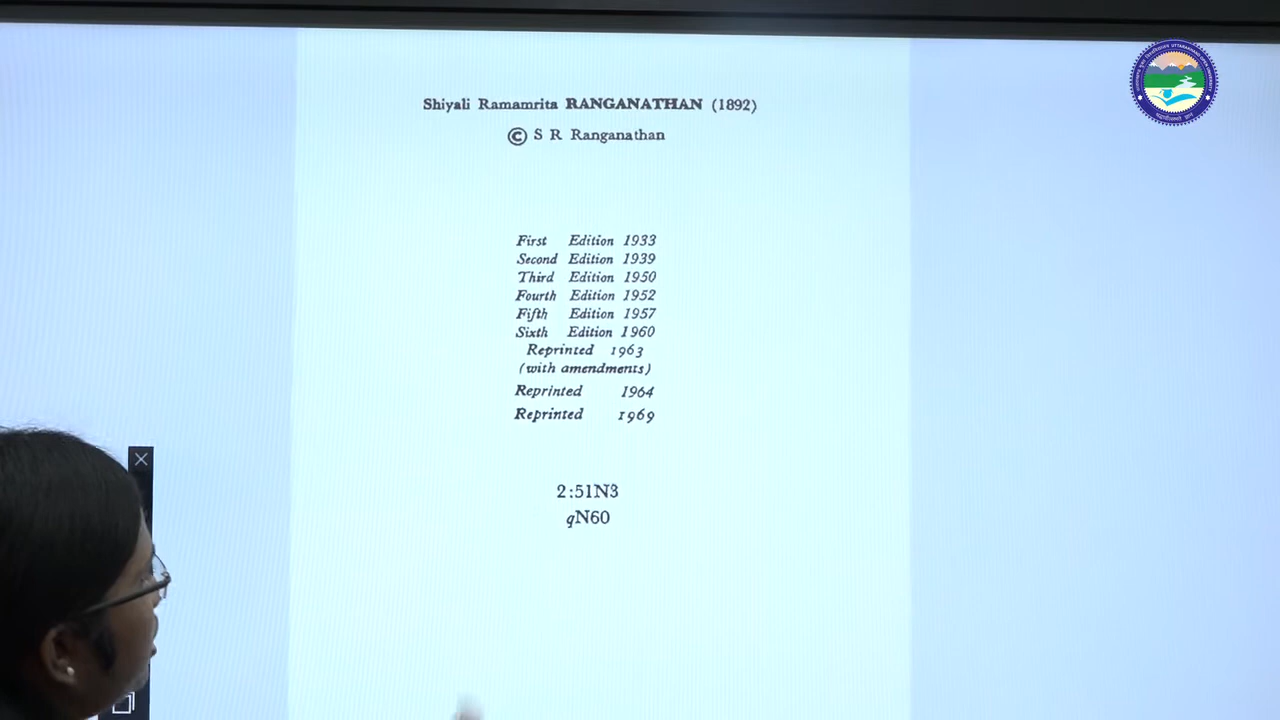 Shiyali Ramamrita RANGANATHAN (1892)
© S R Ranganathan
First Edition 1933
Second Edition 1939
Third Edition 1950
Fourth Edition 1952
Fifth Edition 1957
Sixth Edition 1960
Reprinted 1963
(with amendments)
Reprinted 1964
Reprinted 1969
2:51N3
qN60